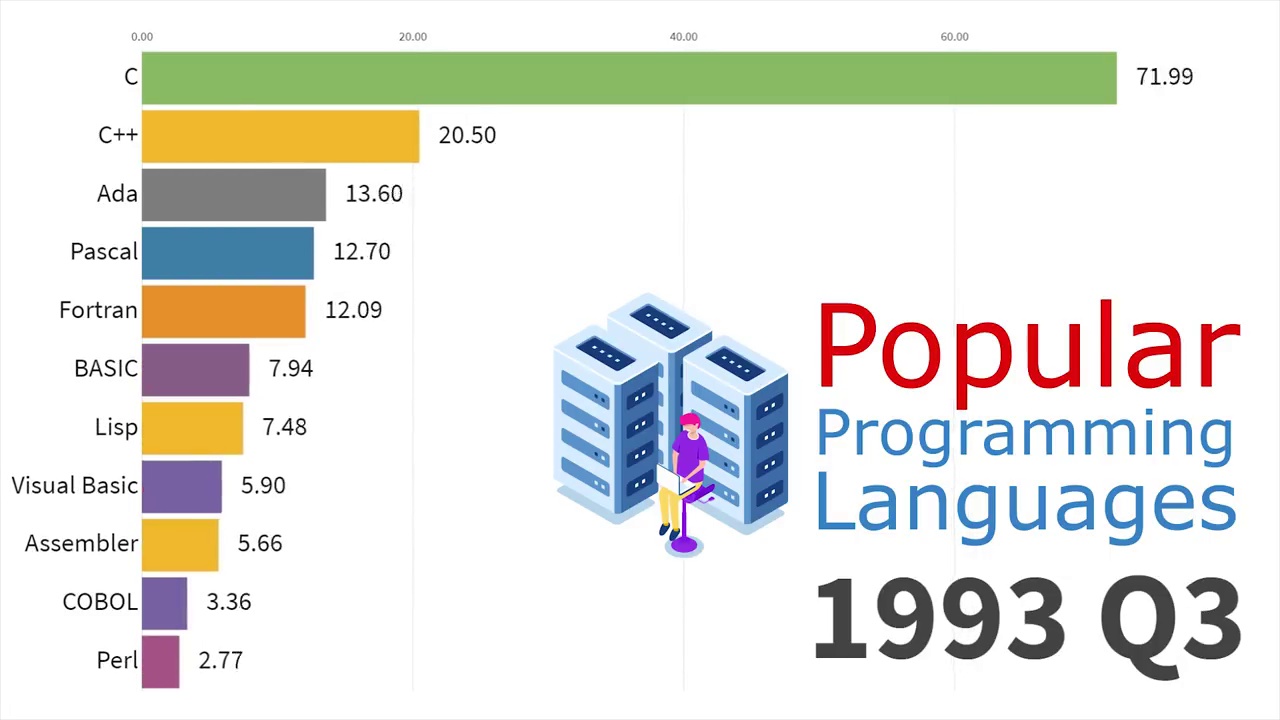 0.00 20.00 40.00 60.00
C 71.99
C++ 20.50
Ada 13.60
Pascal 12.70
Fortran 12.09
BASIC 7.94
Lisp 7.48
Visual Basic 5.90
Assembler 5.66
COBOL 3.36
Perl 2.77
Popular
Programming
Languages
1993 Q3